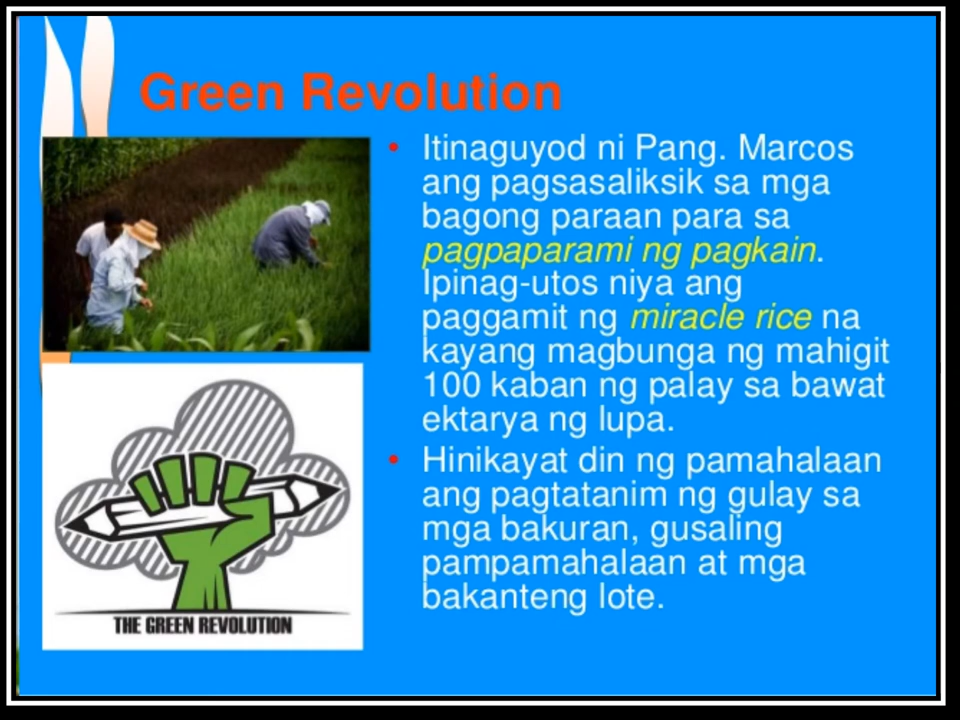 Green Revolution
• Itinaguyod ni Pang. Marcos
ang pagsasaliksik sa mga
bagong paraan para sa
pagpaparami ng pagkain.
Ipinag-utos niya ang
paggamit ng miracle rice na
kayang magbunga ng mahigit
100 kaban ng palay sa bawat
ektarya ng lupa.
• Hinikayat din ng pamahalaan
ang pagtatanim ng gulay sa
mga bakuran, gusaling
pampamahalaan at mga
bakanteng lote.
THE GREEN REVOLUTION